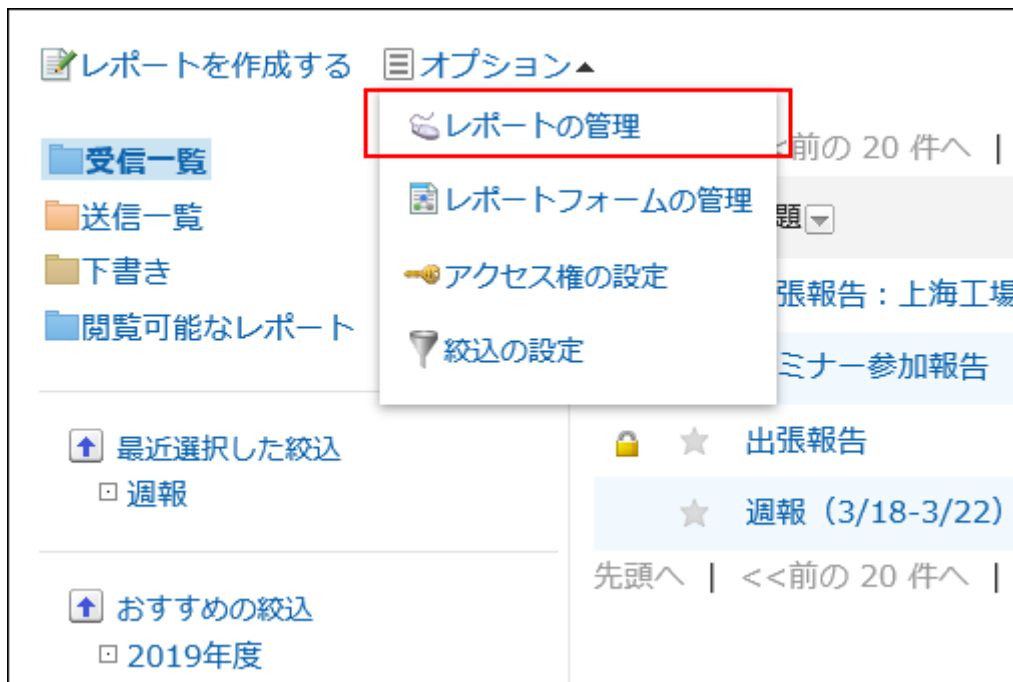 レポートを作成する オプション▲
レポートの管理
レポートフォームの管理
アクセス権の設定
絞込の設定
受信一覧
送信一覧
下書き
閲覧可能なレポート
最近選択した絞込
週報
おすすめの絞込
2019年度
<前の 20 件へ |
題
張報告：上海工場
ミナー参加報告
出張報告
週報（3/18-3/22）
先頭へ | <<前の 20 件へ |